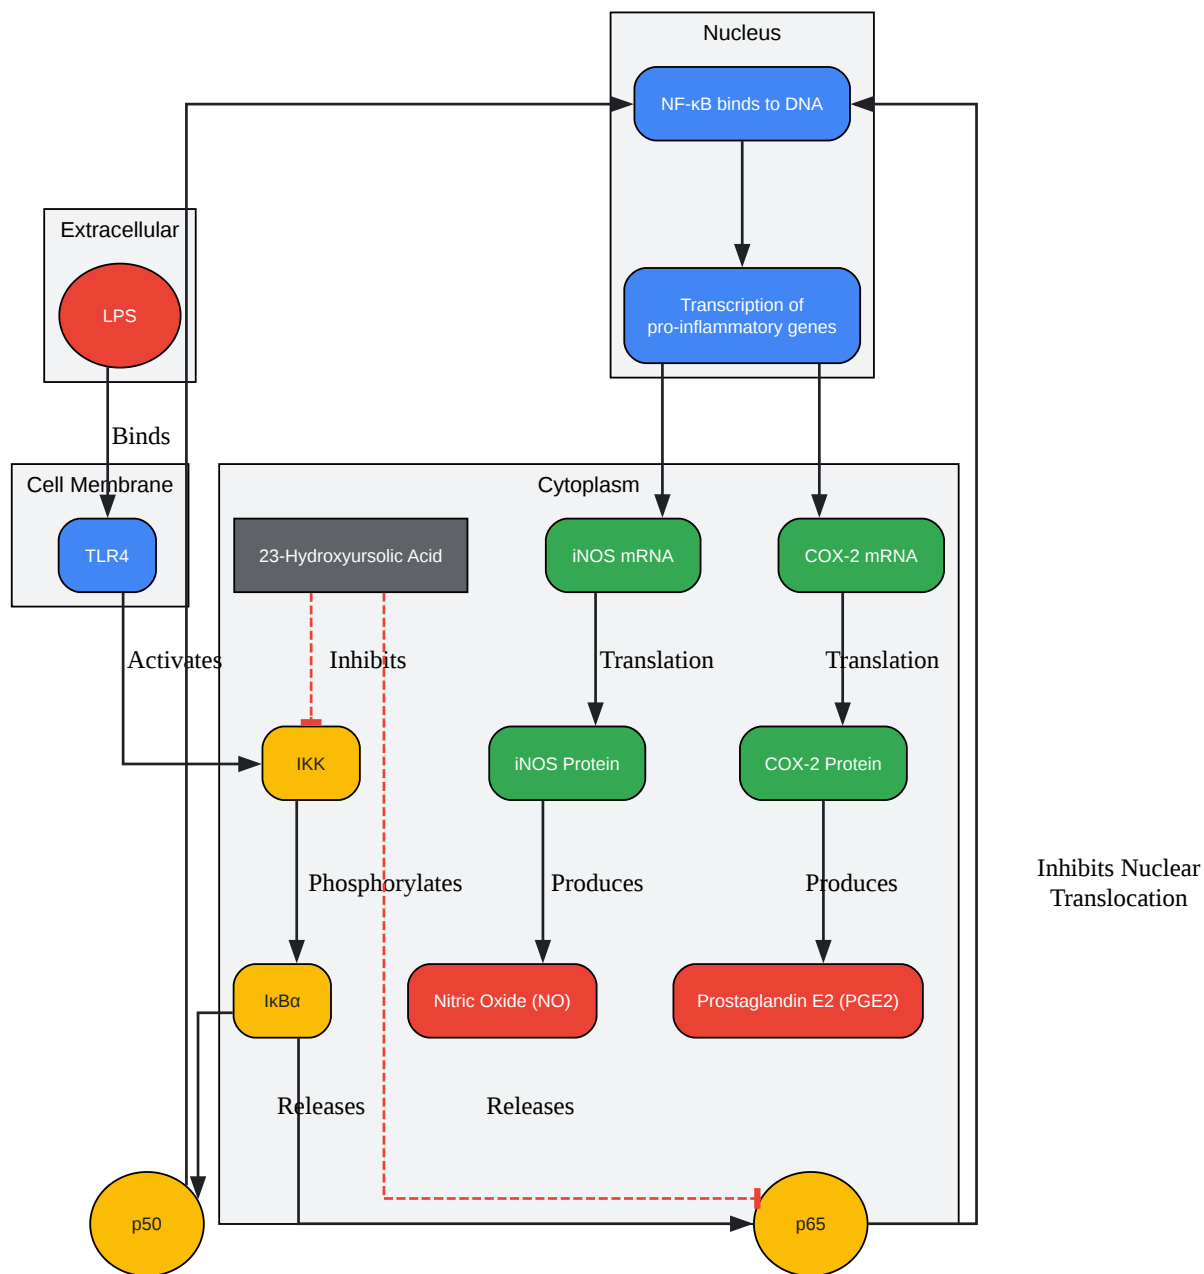 Nucleus
NF-κB binds to DNA
Extracellular
LPS
Transcription of
pro-inflammatory genes
Binds
Cell Membrane
Cytoplasm
TLR4
23-Hydroxyursolic Acid
iNOS mRNA
COX-2 mRNA
Activates
Inhibits
Translation
Translation
IKK
iNOS Protein
COX-2 Protein
Phosphorylates
Produces
Produces
Inhibits Nuclear
Translocation
IκBα
Nitric Oxide (NO)
Prostaglandin E2 (PGE2)
Releases
Releases
p50
p65